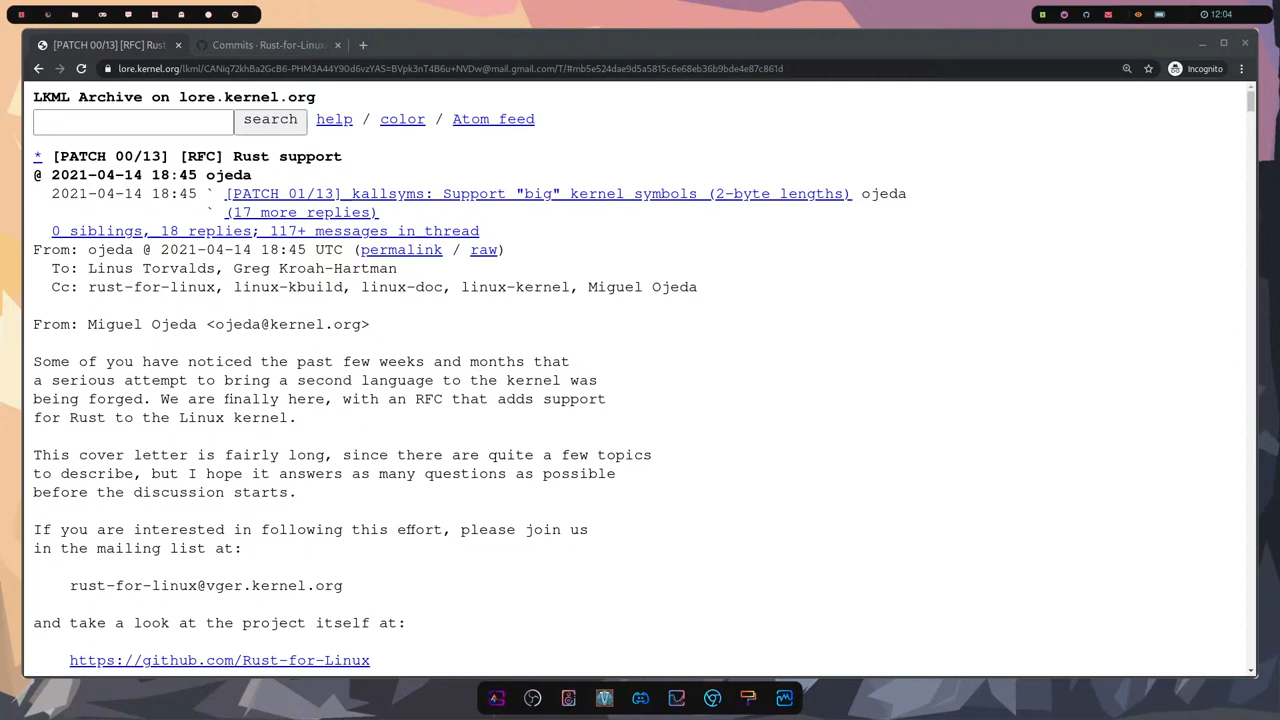 12:04
[PATCH 00/13] [RFC] Rust
Commits · Rust-for-Linux
lore.kernel.org/lkml/CANiq72khBa2GcB6-PHM3A44Y90d6vzYAS=BVpk3nT4B6u+NVDw@mail.gmail.com/T/#mb5e524dae9d5a5815c6e68eb36b9bde4e87c861d
Incognito
LKML Archive on lore.kernel.org
search help / color / Atom feed
* [PATCH 00/13] [RFC] Rust support
@ 2021-04-14 18:45 ojeda
2021-04-14 18:45 ` [PATCH 01/13] kallsyms: Support "big" kernel symbols (2-byte lengths) ojeda
` (17 more replies)
0 siblings, 18 replies; 117+ messages in thread
From: ojeda @ 2021-04-14 18:45 UTC (permalink / raw)
To: Linus Torvalds, Greg Kroah-Hartman
Cc: rust-for-linux, linux-kbuild, linux-doc, linux-kernel, Miguel Ojeda
From: Miguel Ojeda <ojeda@kernel.org>
Some of you have noticed the past few weeks and months that
a serious attempt to bring a second language to the kernel was
being forged. We are finally here, with an RFC that adds support
for Rust to the Linux kernel.
This cover letter is fairly long, since there are quite a few topics
to describe, but I hope it answers as many questions as possible
before the discussion starts.
If you are interested in following this effort, please join us
in the mailing list at:
rust-for-linux@vger.kernel.org
and take a look at the project itself at:
https://github.com/Rust-for-Linux